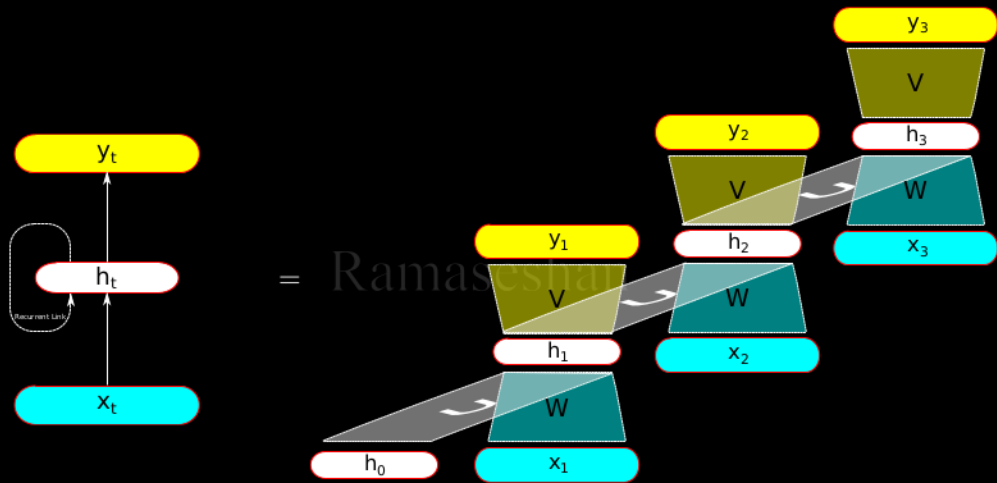 y₃
V
h₃
W
x₃
y₂
V
U
h₂
W
x₂
y₁
V
U
h₁
W
x₁
U
h₀
yₜ
hₜ
Recurrent Link
xₜ
=
Ramaseshan